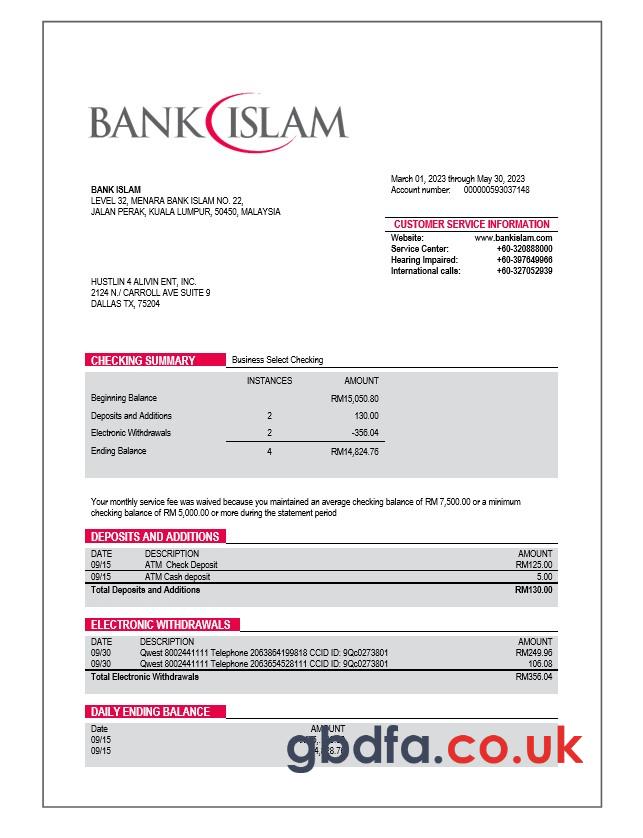 BANK ISLAM
March 01, 2023 through May 30, 2023
Account number: 000000593037148
BANK ISLAM
LEVEL 32, MENARA BANK ISLAM NO. 22,
JALAN PERAK, KUALA LUMPUR, 50450, MALAYSIA
CUSTOMER SERVICE INFORMATION
Website: www.bankislam.com
Service Center: +60-320888000
Hearing Impaired: +60-397649966
International calls: +60-327052939
HUSTLIN 4 ALIVIN ENT, INC.
2124 N./ CARROLL AVE SUITE 9
DALLAS TX, 75204
CHECKING SUMMARY Business Select Checking
INSTANCES AMOUNT
Beginning Balance RM15,050.80
Deposits and Additions 2 130.00
Electronic Withdrawals 2 -356.04
Ending Balance 4 RM14,824.76
Your monthly service fee was waived because you maintained an average checking balance of RM 7,500.00 or a minimum
checking balance of RM 5,000.00 or more during the statement period
DEPOSITS AND ADDITIONS
DATE DESCRIPTION AMOUNT
09/15 ATM Check Deposit RM125.00
09/15 ATM Cash deposit 5.00
Total Deposits and Additions RM130.00
ELECTRONIC WITHDRAWALS
DATE DESCRIPTION AMOUNT
09/30 Qwest 8002441111 Telephone 2063864199818 CCID ID: 9Qc0273801 RM249.96
09/30 Qwest 8002441111 Telephone 2063654528111 CCID ID: 9Qc0273801 106.08
Total Electronic Withdrawals RM356.04
DAILY ENDING BALANCE
Date AMOUNT
09/15
09/15
gbdfa.co.uk